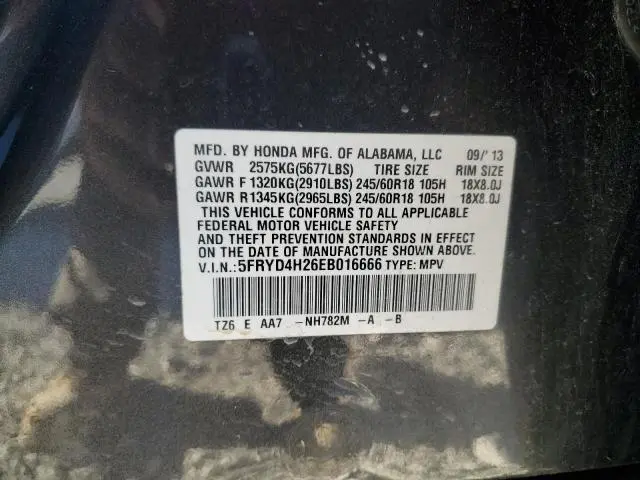 MFD. BY HONDA MFG. OF ALABAMA, LLC 09/'13
GVWR 2575KG(5677LBS) TIRE SIZE RIM SIZE
GAWR F 1320KG(2910LBS) 245/60R18 105H 18X8.0J
GAWR R1345KG(2965LBS) 245/60R18 105H 18X8.0J
THIS VEHICLE CONFORMS TO ALL APPLICABLE
FEDERAL MOTOR VEHICLE SAFETY
AND THEFT PREVENTION STANDARDS IN EFFECT
ON THE DATE OF MANUFACTURE SHOWN ABOVE.
V.I.N.:5FRYD4H26EB016666 TYPE: MPV
TZ6 E AA7 -NH782M -A -B